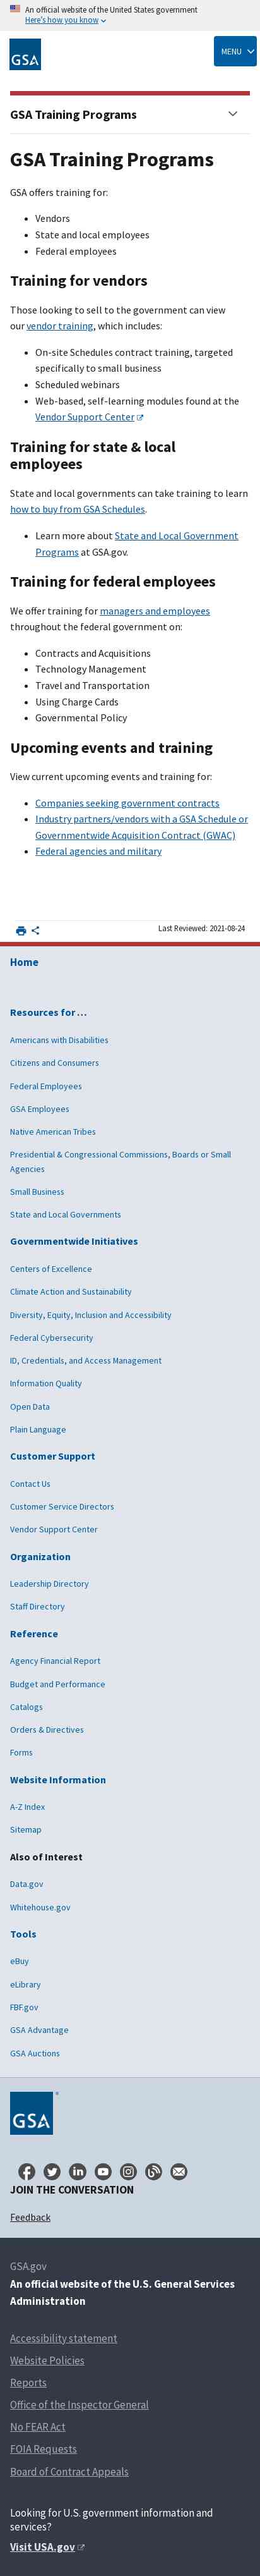 An official website of the United States government
Here's how you know
GSA
MENU
GSA Training Programs
GSA Training Programs
GSA offers training for:
Vendors
State and local employees
Federal employees
Training for vendors
Those looking to sell to the government can view
our vendor training, which includes:
On-site Schedules contract training, targeted
specifically to small business
Scheduled webinars
Web-based, self-learning modules found at the
Vendor Support Center
Training for state & local
employees
State and local governments can take training to learn
how to buy from GSA Schedules.
Learn more about State and Local Government
Programs at GSA.gov.
Training for federal employees
We offer training for managers and employees
throughout the federal government on:
Contracts and Acquisitions
Technology Management
Travel and Transportation
Using Charge Cards
Governmental Policy
Upcoming events and training
View current upcoming events and training for:
Companies seeking government contracts
Industry partners/vendors with a GSA Schedule or
Governmentwide Acquisition Contract (GWAC)
Federal agencies and military
Last Reviewed: 2021-08-24
Home
Resources for …
Americans with Disabilities
Citizens and Consumers
Federal Employees
GSA Employees
Native American Tribes
Presidential & Congressional Commissions, Boards or Small
Agencies
Small Business
State and Local Governments
Governmentwide Initiatives
Centers of Excellence
Climate Action and Sustainability
Diversity, Equity, Inclusion and Accessibility
Federal Cybersecurity
ID, Credentials, and Access Management
Information Quality
Open Data
Plain Language
Customer Support
Contact Us
Customer Service Directors
Vendor Support Center
Organization
Leadership Directory
Staff Directory
Reference
Agency Financial Report
Budget and Performance
Catalogs
Orders & Directives
Forms
Website Information
A-Z Index
Sitemap
Also of Interest
Data.gov
Whitehouse.gov
Tools
eBuy
eLibrary
FBF.gov
GSA Advantage
GSA Auctions
GSA
JOIN THE CONVERSATION
Feedback
GSA.gov
An official website of the U.S. General Services
Administration
Accessibility statement
Website Policies
Reports
Office of the Inspector General
No FEAR Act
FOIA Requests
Board of Contract Appeals
Looking for U.S. government information and
services?
Visit USA.gov